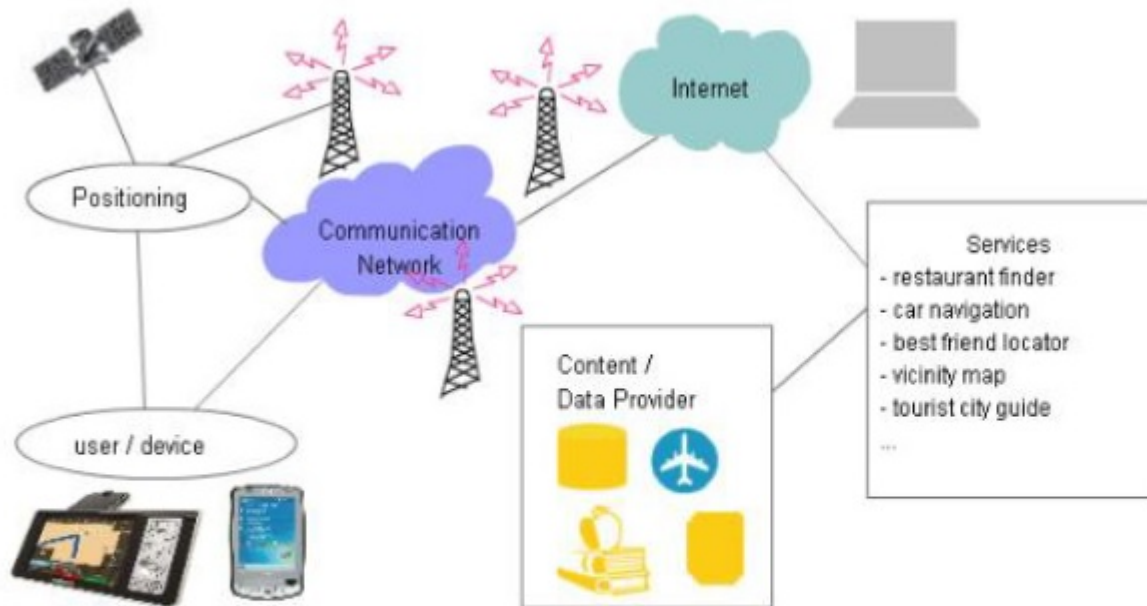 Internet
Positioning
Communication
Network
Services
- restaurant finder
- car navigation
- best friend locator
- vicinity map
- tourist city guide
...
Content /
Data Provider
user / device